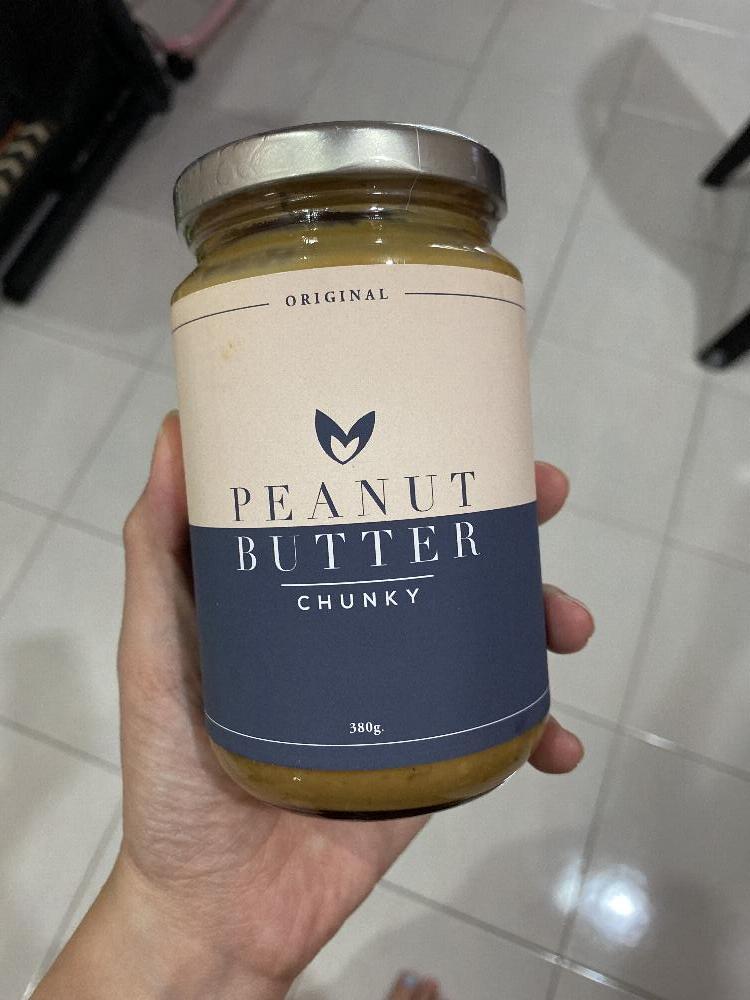 ORIGINAL
PEANUT
BUTTER
CHUNKY
380g.